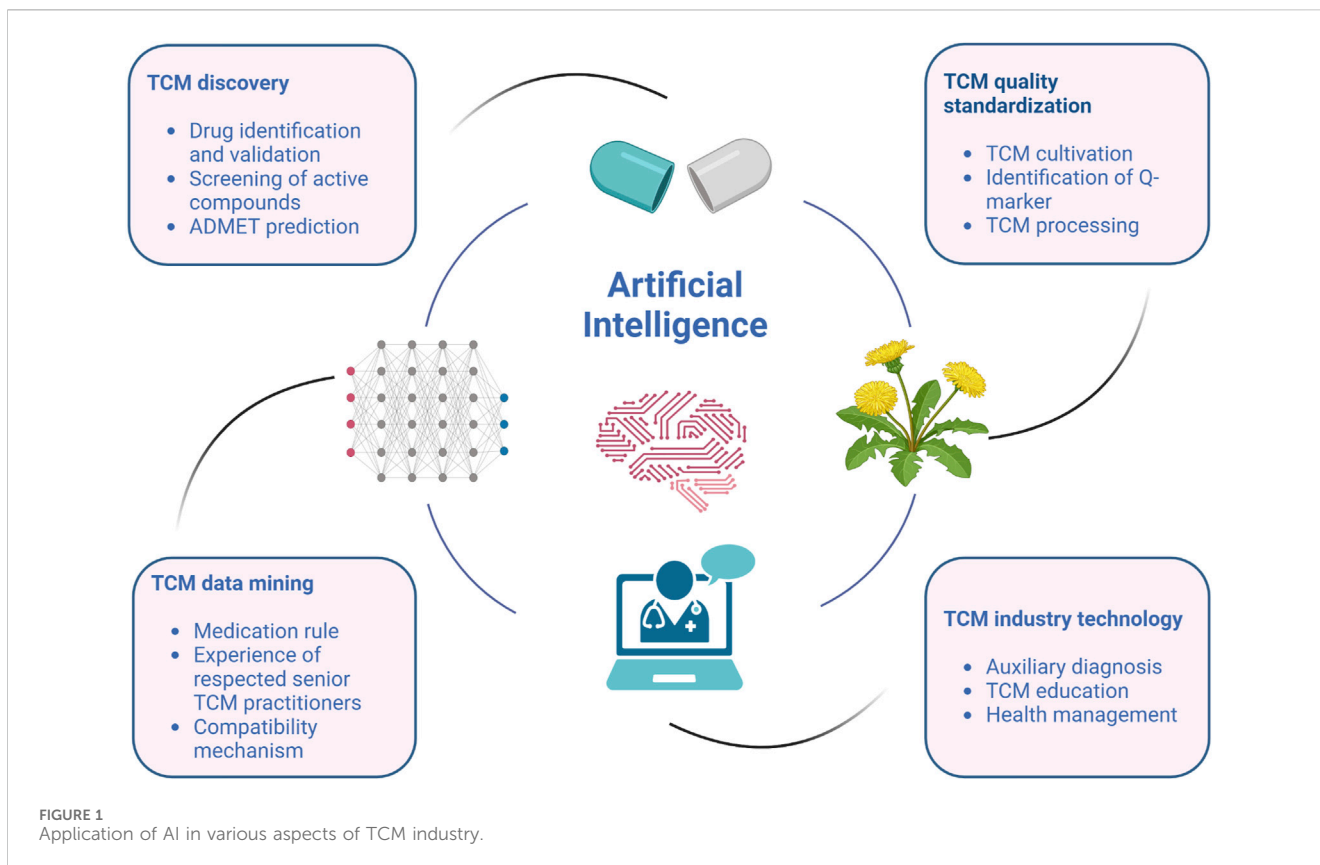 TCM discovery
• Drug identification
and validation
• Screening of active
compounds
• ADMET prediction
TCM quality
standardization
• TCM cultivation
• Identification of Q-
marker
• TCM processing
Artificial
Intelligence
TCM data mining
• Medication rule
• Experience of
respected senior
TCM practitioners
• Compatibility
mechanism
TCM industry technology
• Auxiliary diagnosis
• TCM education
• Health management
FIGURE 1
Application of AI in various aspects of TCM industry.